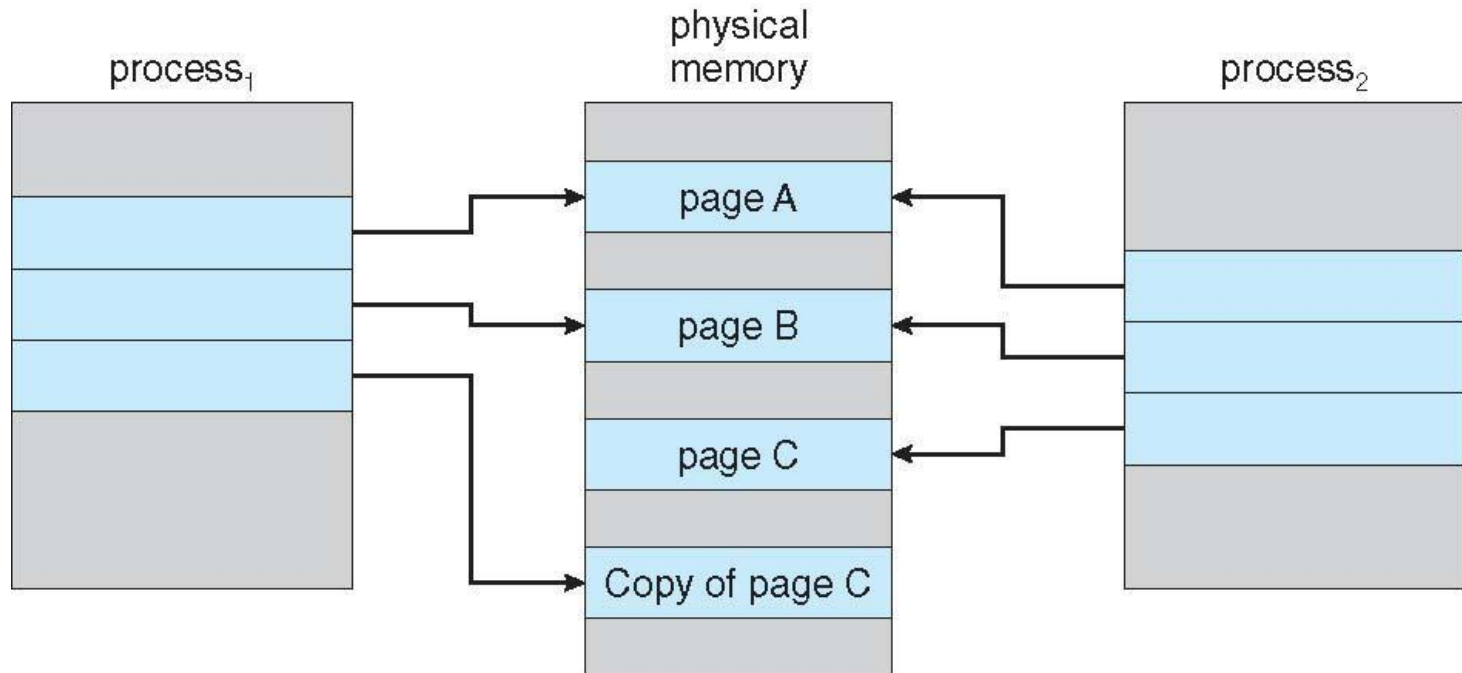 process₁
physical
memory
process₂
page A
page B
page C
Copy of page C